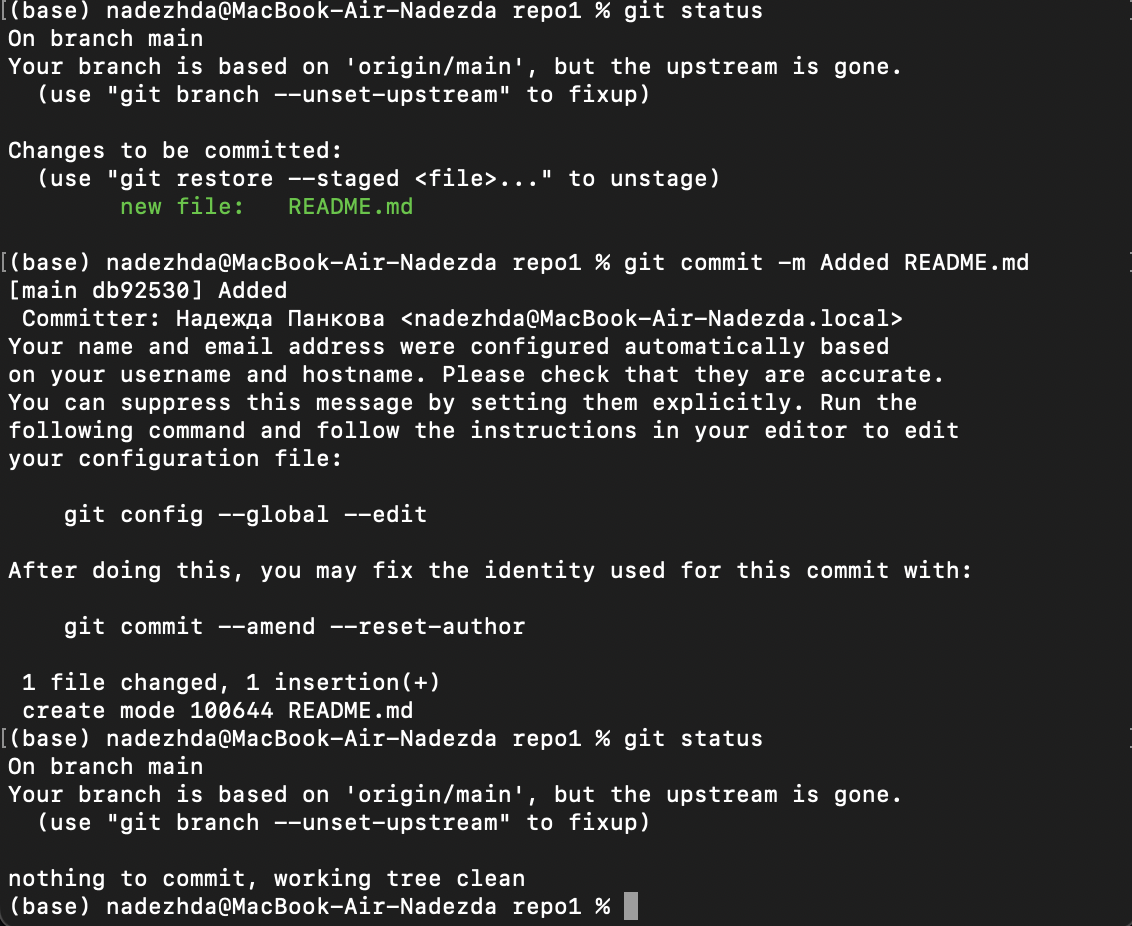 [(base) nadezhda@MacBook-Air-Nadezda repo1 % git status
On branch main
Your branch is based on 'origin/main', but the upstream is gone.
  (use "git branch --unset-upstream" to fixup)

Changes to be committed:
  (use "git restore --staged <file>..." to unstage)
        new file:   README.md

[(base) nadezhda@MacBook-Air-Nadezda repo1 % git commit -m Added README.md
[main db92530] Added
 Committer: Надежда Панкова <nadezhda@MacBook-Air-Nadezda.local>
Your name and email address were configured automatically based
on your username and hostname. Please check that they are accurate.
You can suppress this message by setting them explicitly. Run the
following command and follow the instructions in your editor to edit
your configuration file:

    git config --global --edit

After doing this, you may fix the identity used for this commit with:

    git commit --amend --reset-author

 1 file changed, 1 insertion(+)
 create mode 100644 README.md
[(base) nadezhda@MacBook-Air-Nadezda repo1 % git status
On branch main
Your branch is based on 'origin/main', but the upstream is gone.
  (use "git branch --unset-upstream" to fixup)

nothing to commit, working tree clean
(base) nadezhda@MacBook-Air-Nadezda repo1 %